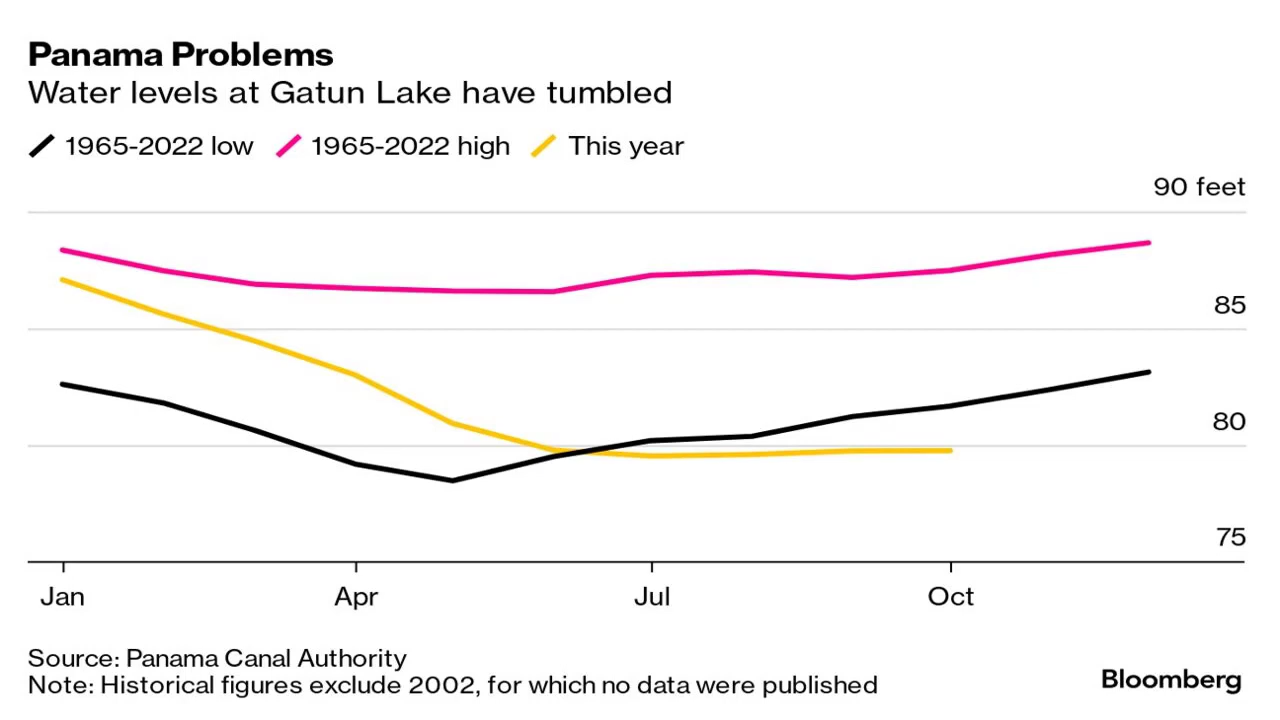 Panama Problems
Water levels at Gatun Lake have tumbled
1965-2022 low 1965-2022 high This year
90 feet
85
80
75
Jan Apr Jul Oct
Source: Panama Canal Authority
Note: Historical figures exclude 2002, for which no data were published
Bloomberg